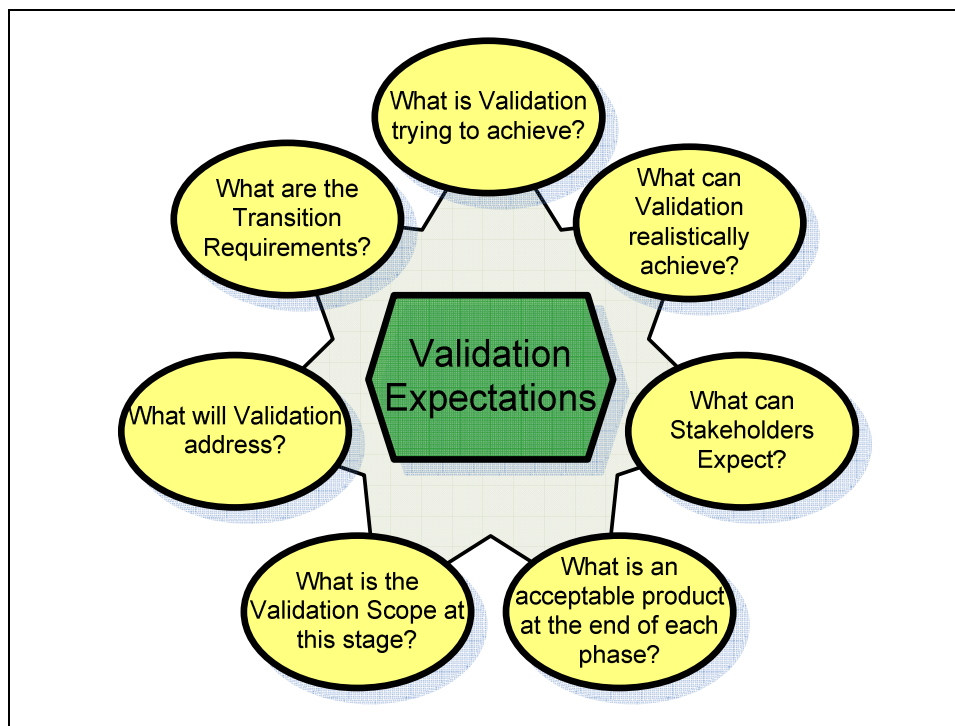 What is Validation
trying to achieve?
What can
Validation
realistically
achieve?
What can
Stakeholders
Expect?
What is an
acceptable product
at the end of each
phase?
What is the
Validation Scope at
this stage?
What will Validation
address?
What are the
Transition
Requirements?
Validation
Expectations